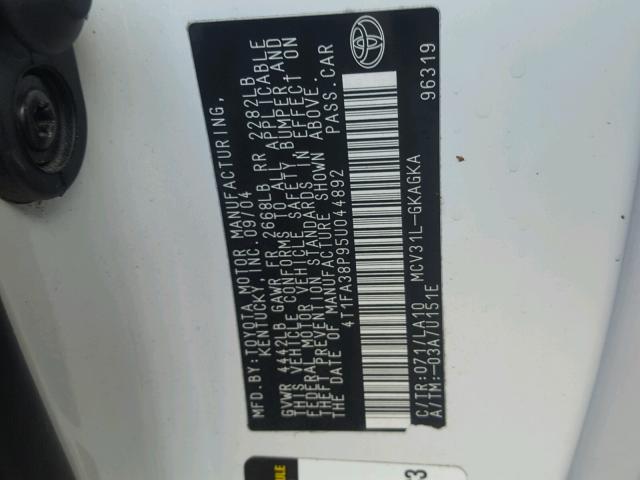 MFD.BY:TOYOTA MOTOR MANUFACTURING,
KENTUCKY, INC.09/04
GVWR 4442LB GAWR FR 2668LB RR 2282LB
THIS VEHICLE CONFORMS TO ALL APPLICABLE
FEDERAL MOTOR VEHICLE SAFETY BUMPER AND
THEFT PREVENTION STANDARDS IN EFFECT ON
THE DATE OF MANUFACTURE SHOWN ABOVE.
4T1FA38P95U044892 PASS.CAR
C/TR:071/LA10 MCV31L-GKAGKA
A/TM:-03A/U151E 96319
ULE
3